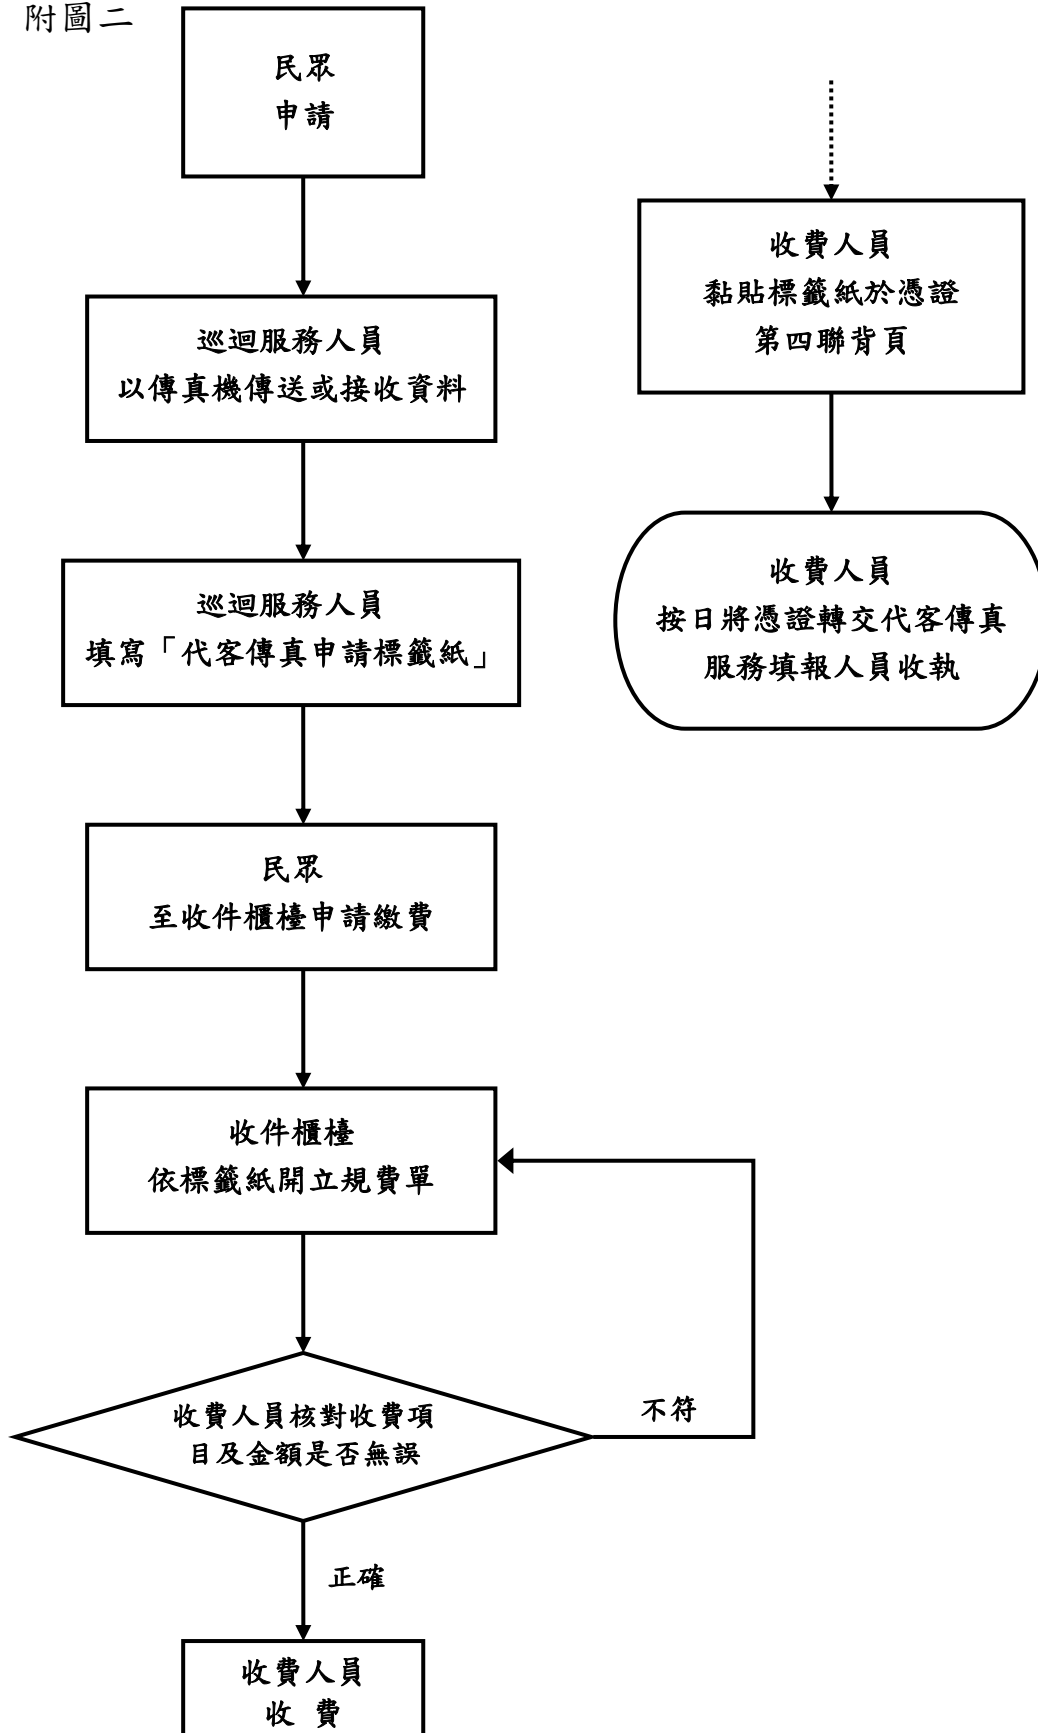 附圖二
民眾
申請
巡迴服務人員
以傳真機傳送或接收資料
巡迴服務人員
填寫「代客傳真申請標籤紙」
民眾
至收件櫃檯申請繳費
收件櫃檯
依標籤紙開立規費單
收費人員核對收費項
目及金額是否無誤
不符
正確
收費人員
收 費
收費人員
黏貼標籤紙於憑證
第四聯背頁
收費人員
按日將憑證轉交代客傳真
服務填報人員收執